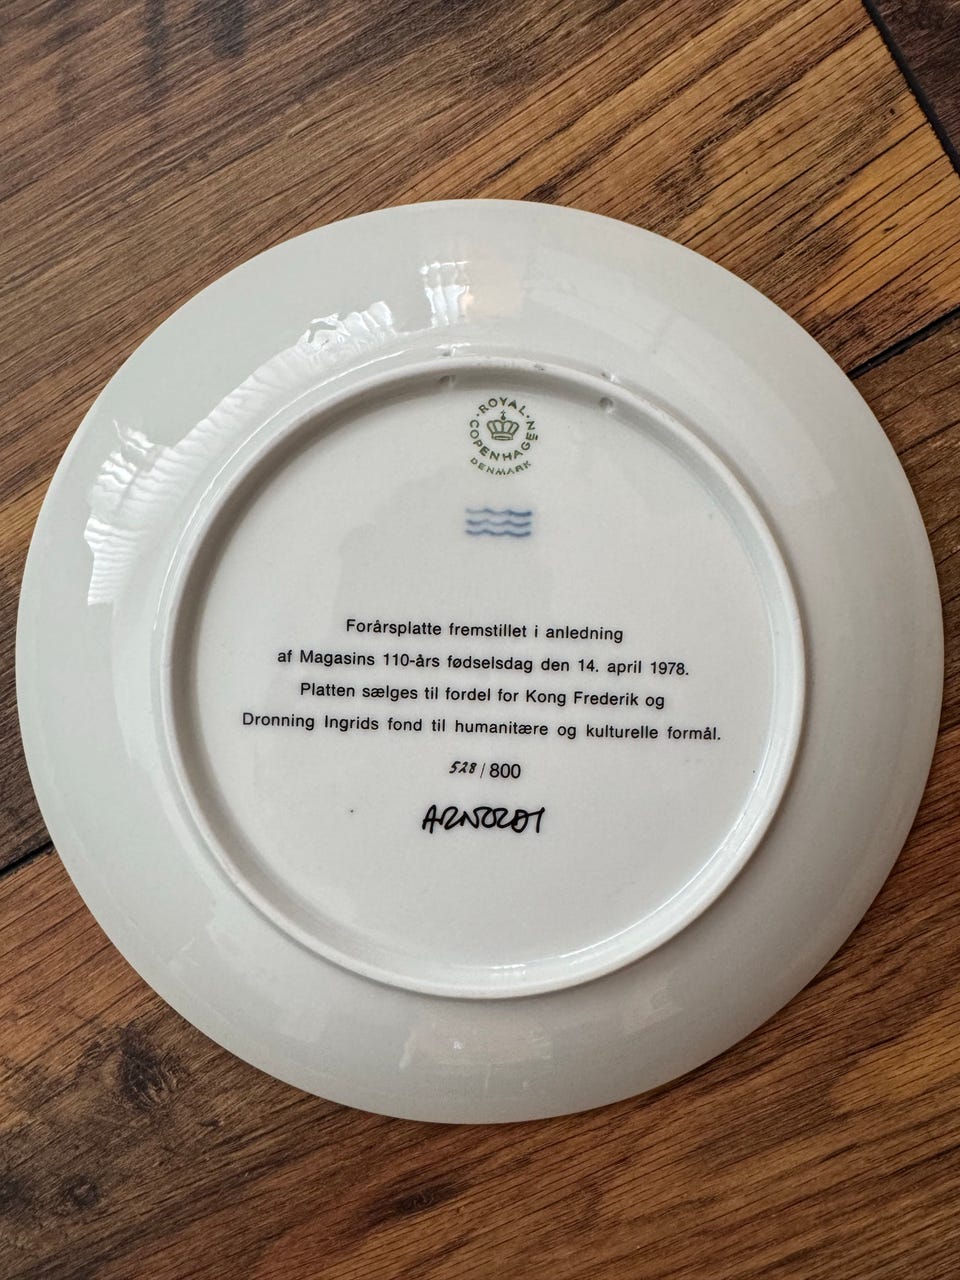 ROYAL COPENHAGEN
DENMARK
Forårsplatte fremstillet i anledning
af Magasins 110-års fødselsdag den 14. april 1978.
Platten sælges til fordel for Kong Frederik og
Dronning Ingrids fond til humanitære og kulturelle formål.
528/800